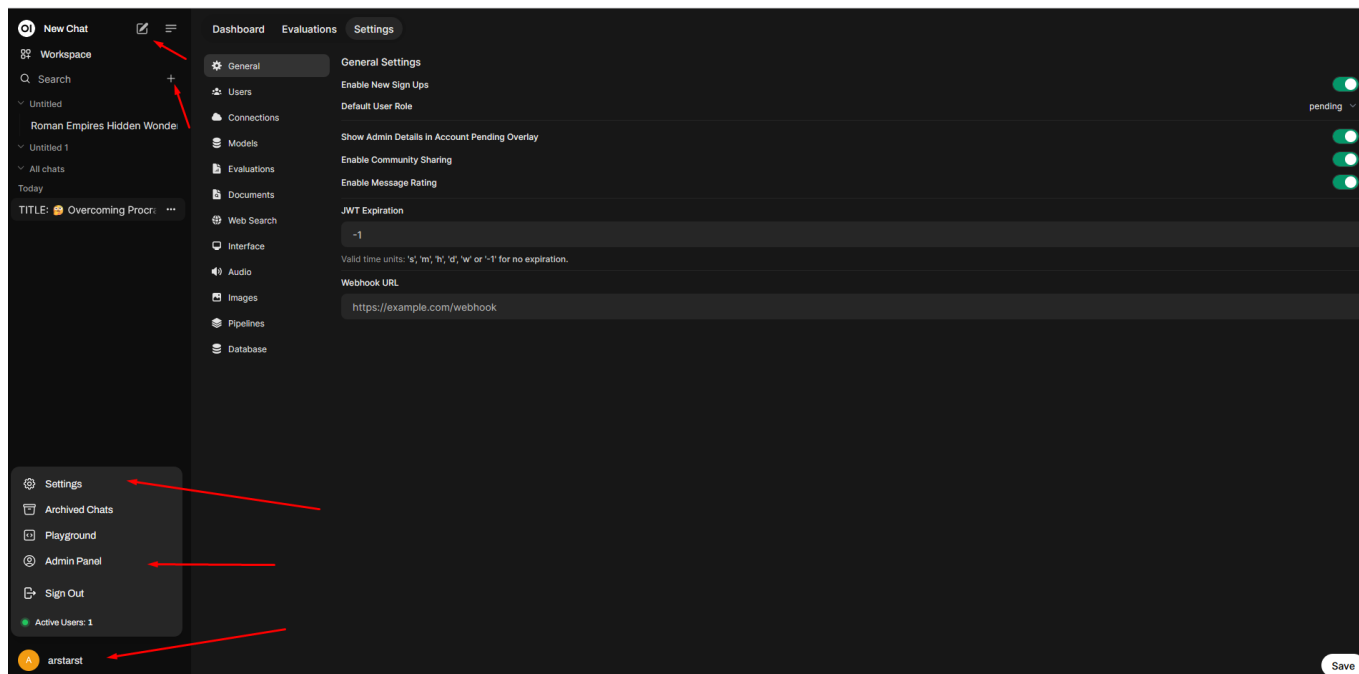 OI New Chat
Workspace
Search
Untitled
Roman Empires Hidden Wonde
Untitled 1
All chats
Today
TITLE: 🤔 Overcoming Procra
Settings
Archived Chats
Playground
Admin Panel
Sign Out
Active Users: 1
A arstarst
Dashboard Evaluations Settings
General
Users
Connections
Models
Evaluations
Documents
Web Search
Interface
Audio
Images
Pipelines
Database
General Settings
Enable New Sign Ups
Default User Role pending
Show Admin Details in Account Pending Overlay
Enable Community Sharing
Enable Message Rating
JWT Expiration
-1
Valid time units: 's', 'm', 'h', 'd', 'w' or '-1' for no expiration.
Webhook URL
https://example.com/webhook
Save